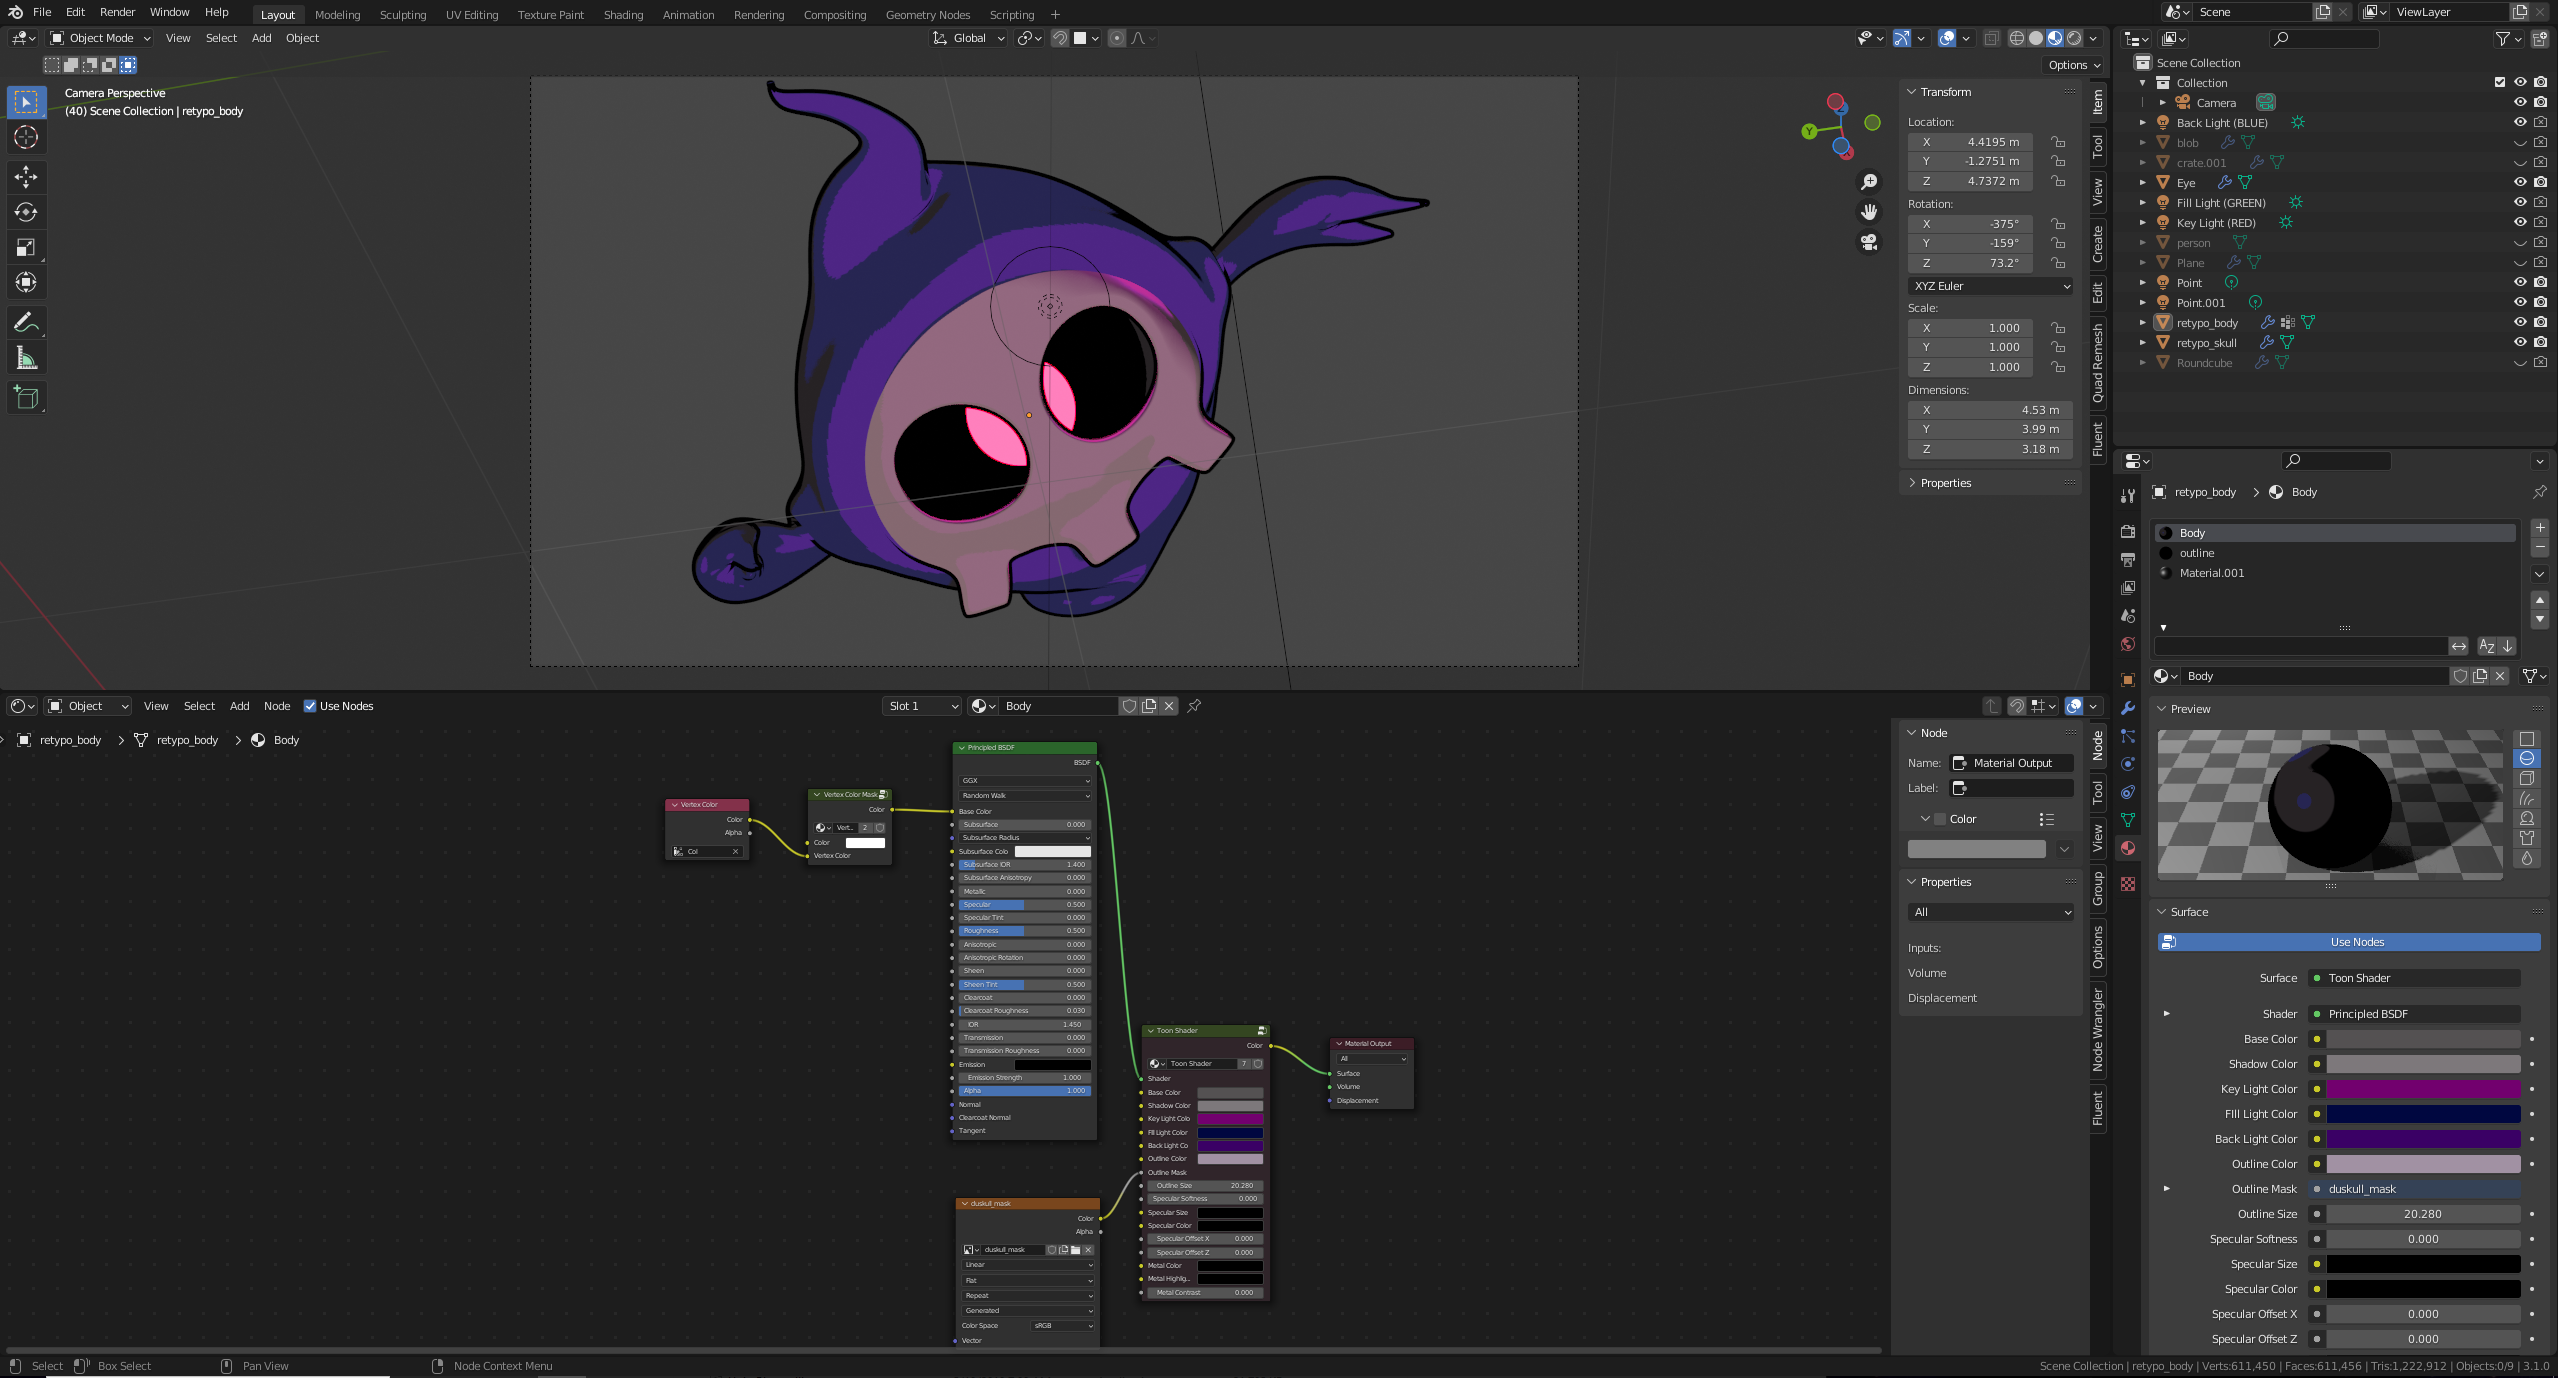 File Edit Render Window Help Layout Modeling Sculpting UV Editing Texture Paint Shading Animation Rendering Compositing Geometry Nodes Scripting + Scene ViewLayer
Object Mode View Select Add Object Global
Options
Camera Perspective
(40) Scene Collection | retypo_body
Transform
Location:
X 4.4195 m
Y -1.2751 m
Z 4.7372 m
Rotation:
X -375°
Y -159°
Z 73.2°
XYZ Euler
Scale:
X 1.000
Y 1.000
Z 1.000
Dimensions:
X 4.53 m
Y 3.99 m
Z 3.18 m
Properties
Item
Tool
View
Create
Edit
Quad Remesh
Fluent
Y
Scene Collection
Collection
Camera
Back Light (BLUE)
blob
crate.001
Eye
Fill Light (GREEN)
Key Light (RED)
person
Plane
Point
Point.001
retypo_body
retypo_skull
Roundcube
retypo_body > Body
Body
outline
Material.001
Body
Preview
Surface
Use Nodes
Surface Toon Shader
Shader Principled BSDF
Base Color
Shadow Color
Key Light Color
FIll Light Color
Back Light Color
Outline Color
Outline Mask duskull_mask
Outline Size 20.280
Specular Softness 0.000
Specular Size
Specular Color
Specular Offset X 0.000
Specular Offset Z 0.000
Object View Select Add Node Use Nodes Slot 1 Body
retypo_body > retypo_body > Body
Vertex Color
Color
Alpha
Col
Vertex Color Mask
Color
Vert... 2
Color
Vertex Color
Principled BSDF
BSDF
GGX
Random Walk
Base Color
Subsurface 0.000
Subsurface Radius
Subsurface Colo
Subsurface IOR 1.400
Subsurface Anisotropy 0.000
Metallic 0.000
Specular 0.500
Specular Tint 0.000
Roughness 0.500
Anisotropic 0.000
Anisotropic Rotation 0.000
Sheen 0.000
Sheen Tint 0.500
Clearcoat 0.000
Clearcoat Roughness 0.030
IOR 1.450
Transmission 0.000
Transmission Roughness 0.000
Emission
Emission Strength 1.000
Alpha 1.000
Normal
Clearcoat Normal
Tangent
duskull_mask
Color
Alpha
duskull_mask
Linear
Flat
Repeat
Generated
Color Space sRGB
Vector
Toon Shader
Color
Toon Shader 7
Shader
Base Color
Shadow Color
Key Light Colo
FIll Light Color
Back Light Co
Outline Color
Outline Mask
Outline Size 20.280
Specular Softness 0.000
Specular Size
Specular Color
Specular Offset X 0.000
Specular Offset Z 0.000
Metal Color
Metal Highlig...
Metal Contrast 0.000
Material Output
All
Surface
Volume
Displacement
Node
Name: Material Output
Label:
Color
Properties
All
Inputs:
Volume
Displacement
Node
Tool
View
Group
Options
Node Wrangler
Fluent
Select Box Select Pan View Node Context Menu Scene Collection | retypo_body | Verts:611,450 | Faces:611,456 | Tris:1,222,912 | Objects:0/9 | 3.1.0